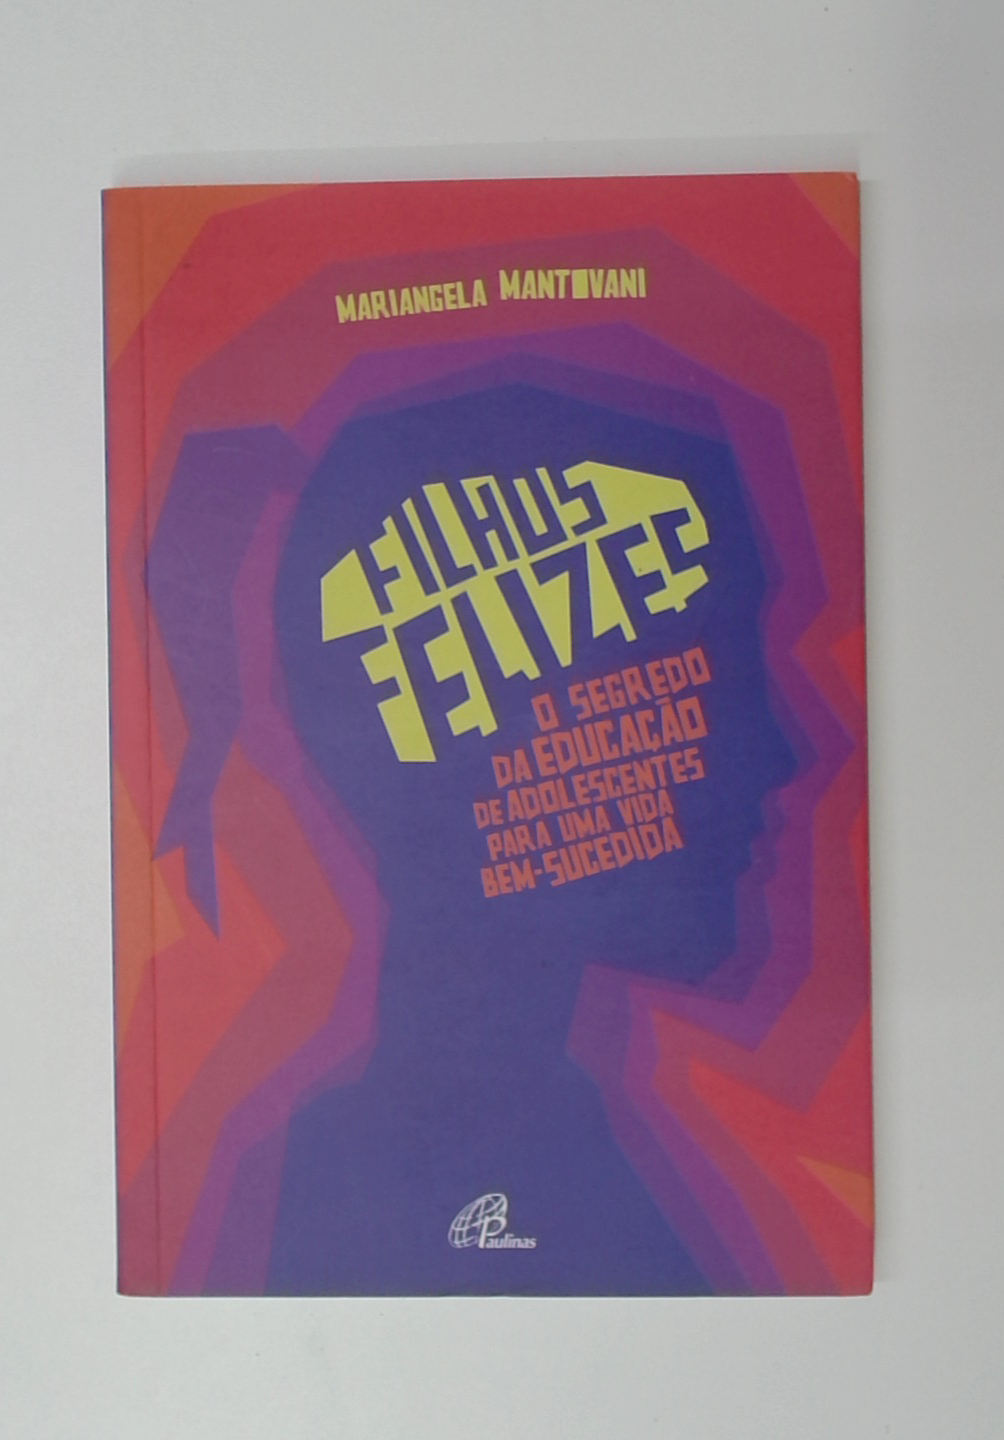 MARIANGELA MANTOVANI
FILHOS
FELIZES
O SEGREDO
DA EDUCAÇÃO
DE ADOLESCENTES
PARA UMA VIDA
BEM-SUCEDIDA
Paulinas